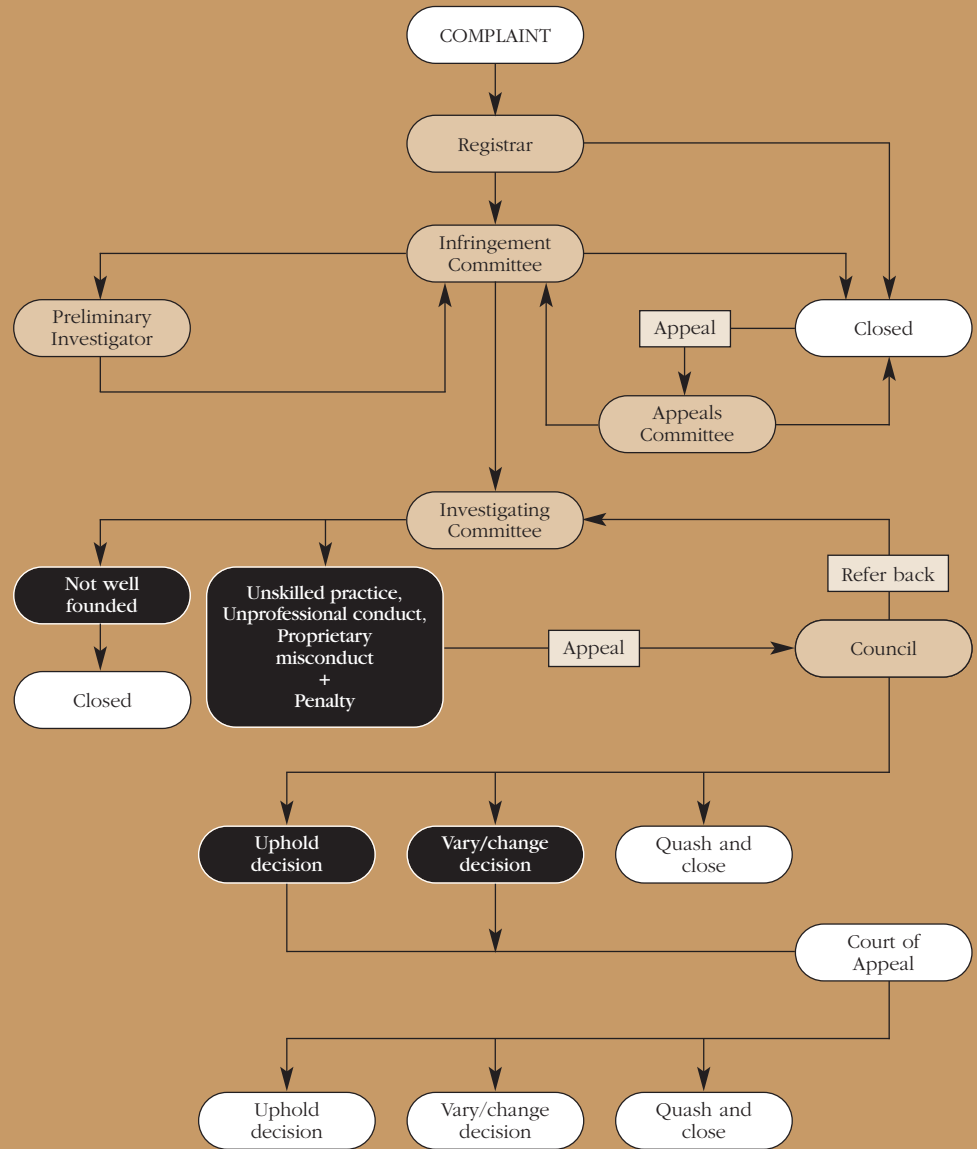 COMPLAINT
Registrar
Infringement
Committee
Preliminary
Investigator
Appeal
Closed
Appeals
Committee
Investigating
Committee
Not well
founded
Unskilled practice,
Unprofessional conduct,
Proprietary
misconduct
+
Penalty
Refer back
Appeal
Council
Closed
Uphold
decision
Vary/change
decision
Quash and
close
Court of
Appeal
Uphold
decision
Vary/change
decision
Quash and
close